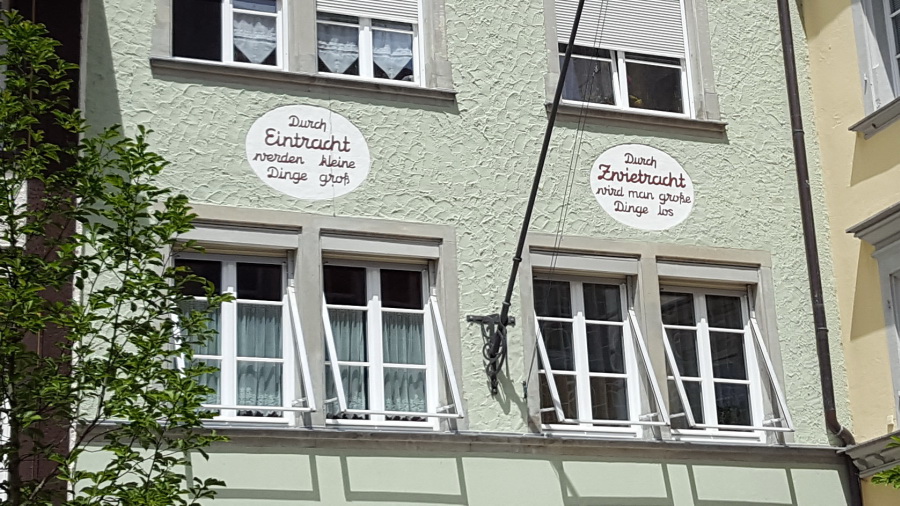 Durch
Eintracht
werden kleine
Dinge groß
Durch
Zwietracht
wird man große
Dinge los